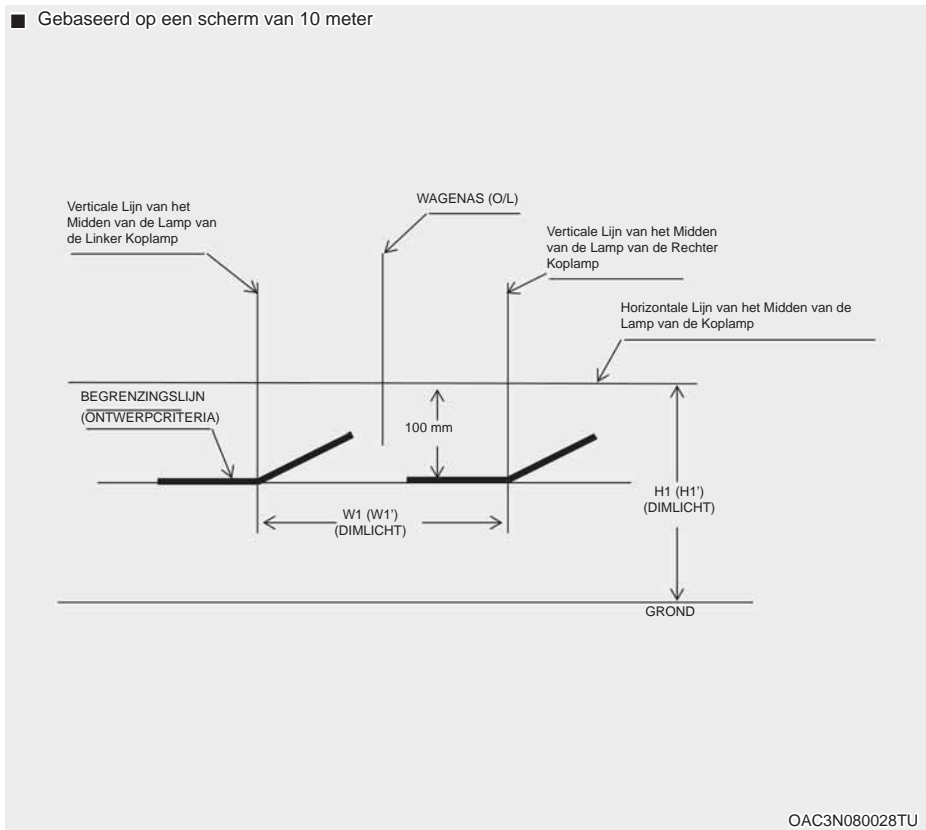 ■ Gebaseerd op een scherm van 10 meter
Verticale Lijn van het
Midden van de Lamp van
de Linker Koplamp
WAGENAS (O/L)
Verticale Lijn van het Midden
van de Lamp van de Rechter
Koplamp
Horizontale Lijn van het Midden van de
Lamp van de Koplamp
BEGRENZINGSLIJN
(ONTWERPCRITERIA)
100 mm
W1 (W1’)
(DIMLICHT)
H1 (H1’)
(DIMLICHT)
GROND
OAC3N080028TU